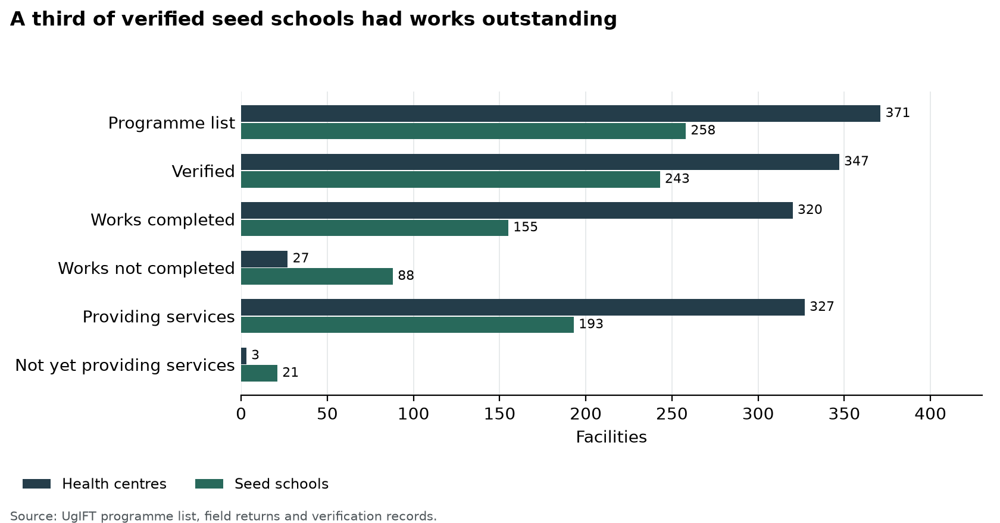 A third of verified seed schools had works outstanding
Programme list
371
258
Verified
347
243
Works completed
320
155
Works not completed
27
88
Providing services
327
193
Not yet providing services
3
21
0 50 100 150 200 250 300 350 400
Facilities
Health centres Seed schools
Source: UgIFT programme list, field returns and verification records.